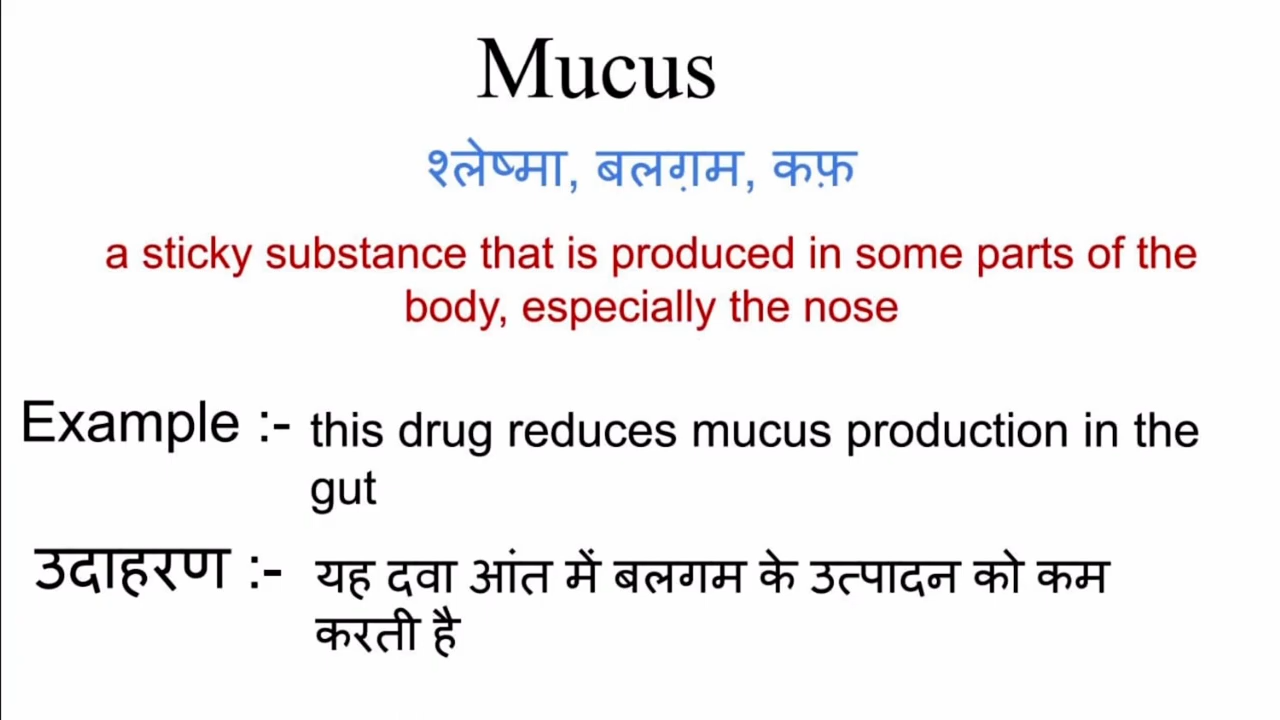 Mucus
श्लेष्मा, बलग़म, कफ़
a sticky substance that is produced in some parts of the
body, especially the nose
Example :- this drug reduces mucus production in the
gut
उदाहरण :- यह दवा आंत में बलगम के उत्पादन को कम
करती है